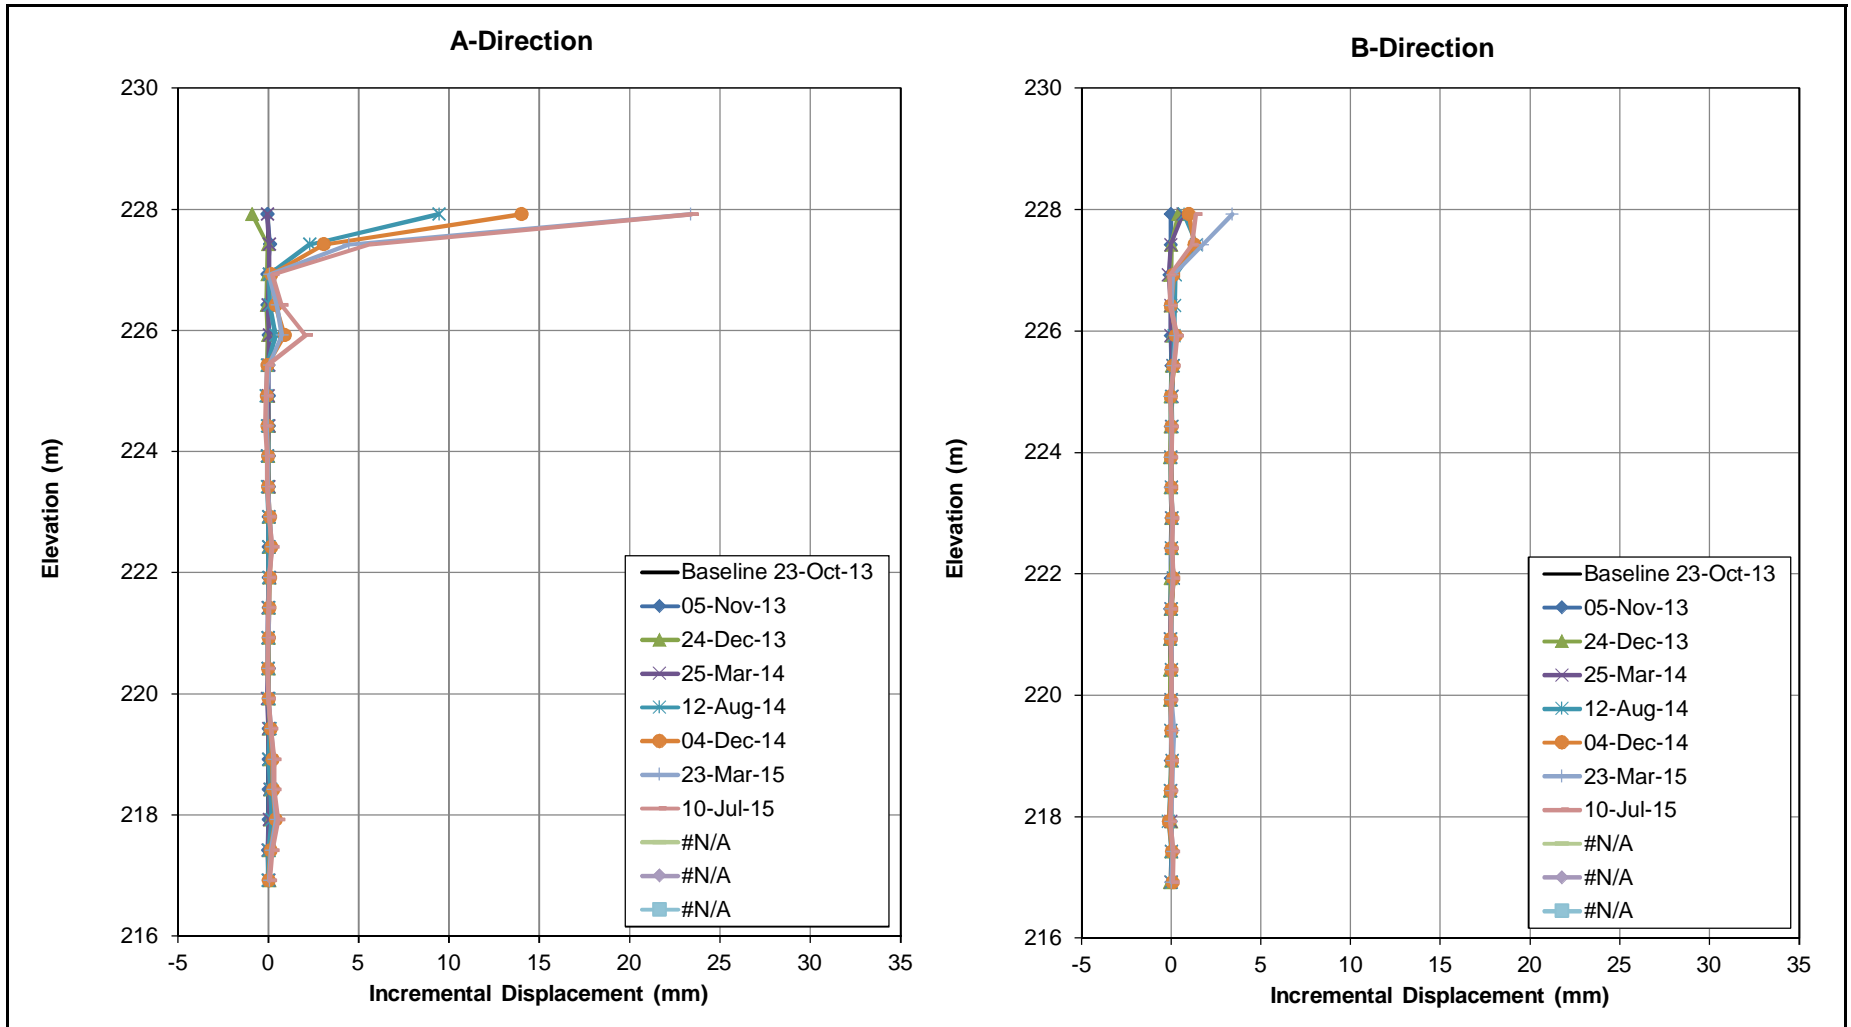 A-Direction
230
228
226
224
222
220
218
216
-5 0 5 10 15 20 25 30 35
Elevation (m)
Incremental Displacement (mm)
Baseline 23-Oct-13
05-Nov-13
24-Dec-13
25-Mar-14
12-Aug-14
04-Dec-14
23-Mar-15
10-Jul-15
#N/A
#N/A
#N/A
B-Direction
230
228
226
224
222
220
218
216
-5 0 5 10 15 20 25 30 35
Elevation (m)
Incremental Displacement (mm)
Baseline 23-Oct-13
05-Nov-13
24-Dec-13
25-Mar-14
12-Aug-14
04-Dec-14
23-Mar-15
10-Jul-15
#N/A
#N/A
#N/A